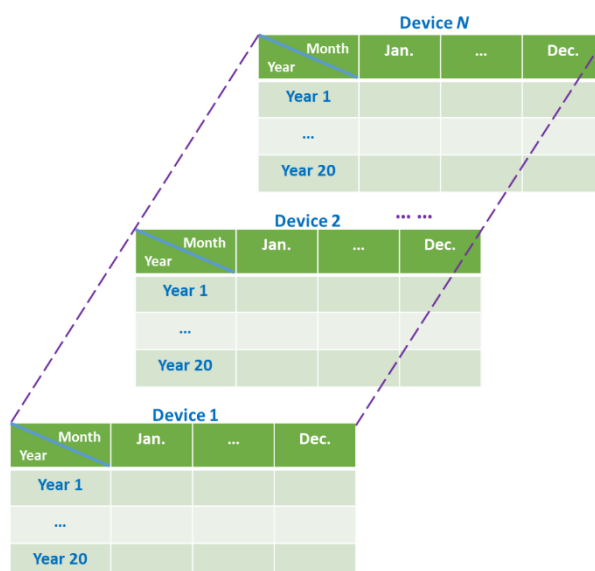 Device N
Month Jan. ... Dec.
Year
Year 1
...
Year 20
... ...
Device 2
Month Jan. ... Dec.
Year
Year 1
...
Year 20
Device 1
Month Jan. ... Dec.
Year
Year 1
...
Year 20